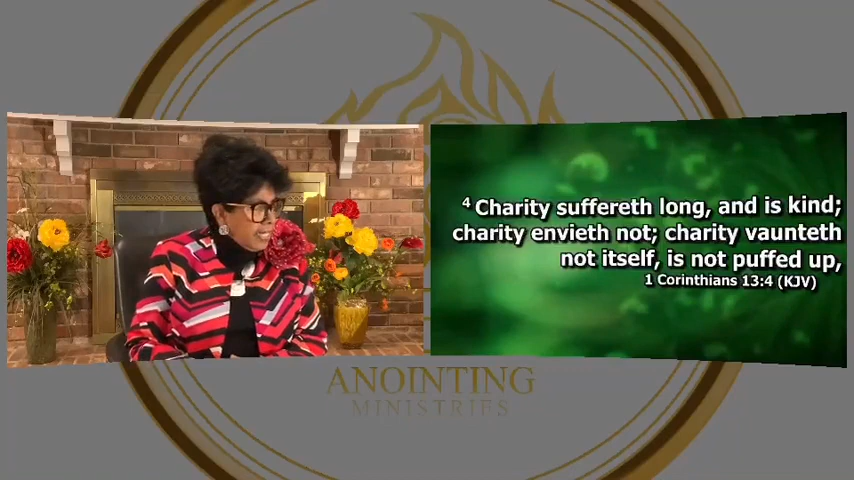 ⁴ Charity suffereth long, and is kind;
charity envieth not; charity vaunteth
not itself, is not puffed up,
1 Corinthians 13:4 (KJV)
ANOINTING
MINISTRIES